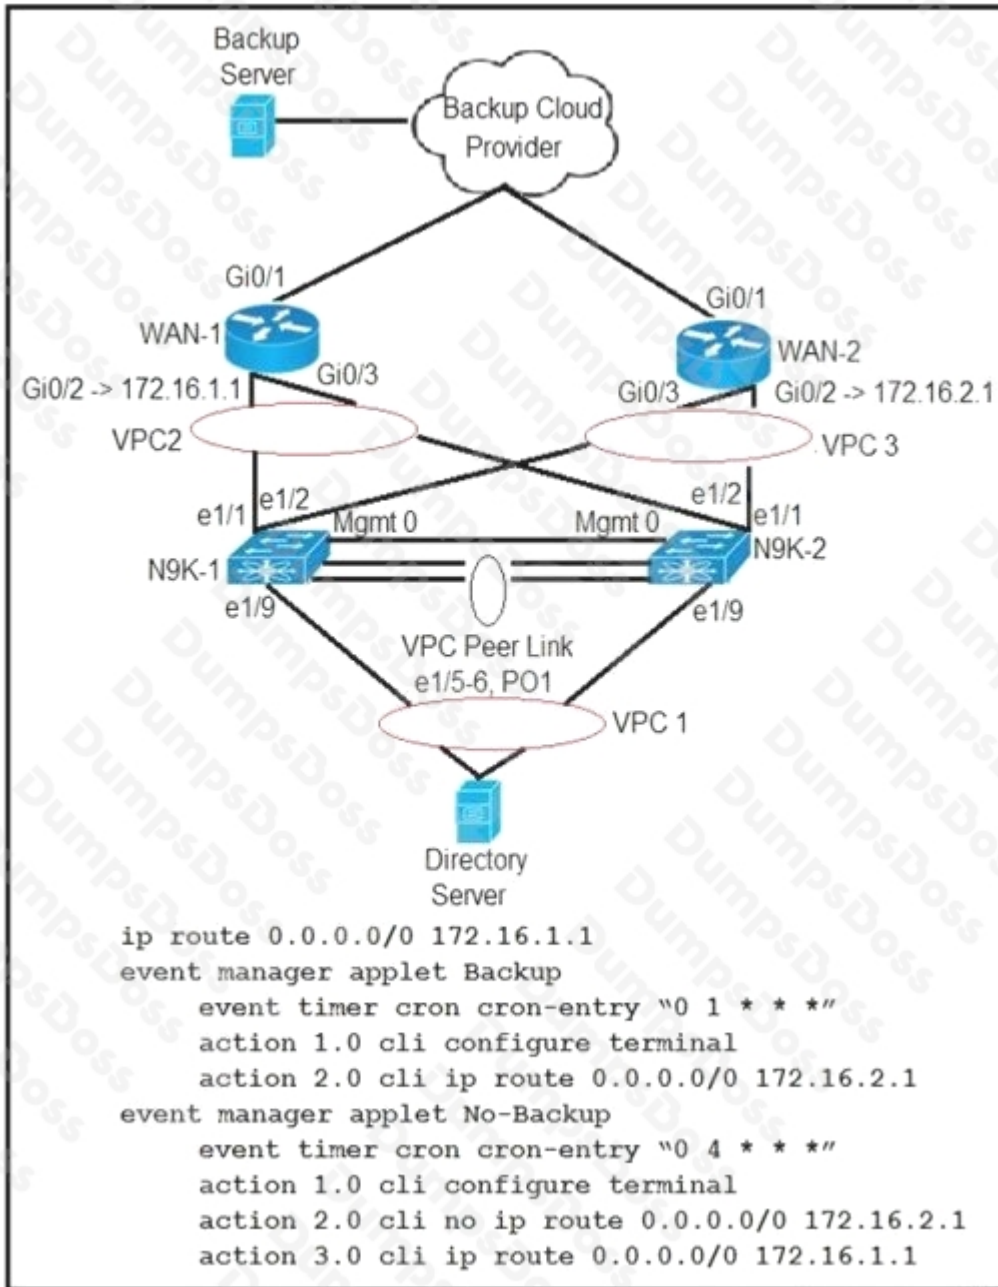 Backup
Server
Backup Cloud
Provider
Gi0/1
Gi0/1
WAN-1
WAN-2
Gi0/2 -> 172.16.1.1
Gi0/3
Gi0/3
Gi0/2 -> 172.16.2.1
VPC2
VPC 3
e1/1
e1/2
Mgmt 0
Mgmt 0
e1/2
e1/1
N9K-1
N9K-2
e1/9
e1/9
VPC Peer Link
e1/5-6, PO1
VPC 1
Directory
Server
ip route 0.0.0.0/0 172.16.1.1
event manager applet Backup
event timer cron cron-entry “0 1 * * *”
action 1.0 cli configure terminal
action 2.0 cli ip route 0.0.0.0/0 172.16.2.1
event manager applet No-Backup
event timer cron cron-entry “0 4 * * *”
action 1.0 cli configure terminal
action 2.0 cli no ip route 0.0.0.0/0 172.16.2.1
action 3.0 cli ip route 0.0.0.0/0 172.16.1.1
DumpsDoss